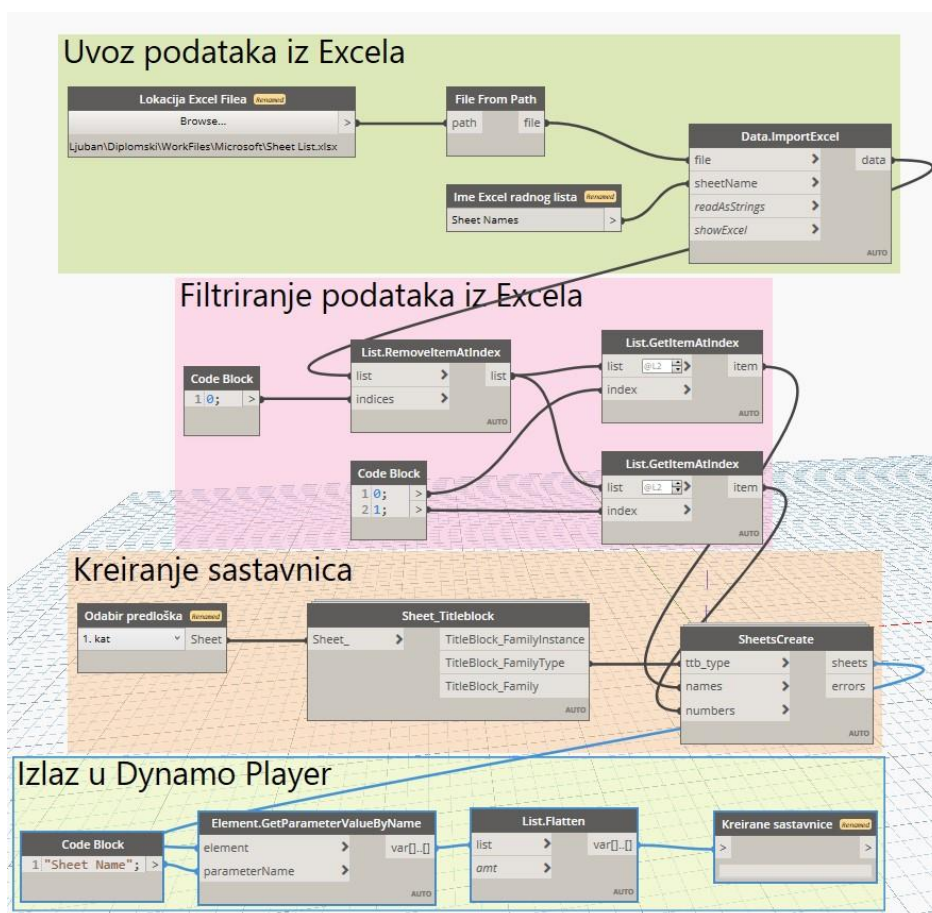 Uvoz podataka iz Excela
Lokacija Excel Filea Renamed
Browse... >
Ljuban\Diplomski\WorkFiles\Microsoft\Sheet List.xlsx
File From Path
path file
Ime Excel radnog lista Renamed
Sheet Names >
Data.ImportExcel
file > data
sheetName >
readAsStrings >
showExcel >
AUTO
Filtriranje podataka iz Excela
Code Block
1 0; >
List.RemoveItemAtIndex
list > list
indices >
AUTO
List.GetItemAtIndex
list @L2 > item
index >
AUTO
Code Block
1 0; >
2 1; >
List.GetItemAtIndex
list @L2 > item
index >
AUTO
Kreiranje sastavnica
Odabir predloška Renamed
1. kat Sheet
Sheet_Titleblock
Sheet_ > TitleBlock_FamilyInstance
TitleBlock_FamilyType
TitleBlock_Family
AUTO
SheetsCreate
ttb_type > sheets
names > errors
numbers >
AUTO
Izlaz u Dynamo Player
Code Block
1 "Sheet Name"; >
Element.GetParameterValueByName
element > var[]..[]
parameterName >
AUTO
List.Flatten
list > var[]..[]
amt >
AUTO
Kreirane sastavnice Renamed
> >